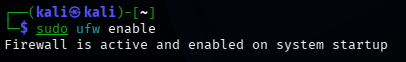 ┌──(kali㉿kali)-[~]
└─$ sudo ufw enable
Firewall is active and enabled on system startup